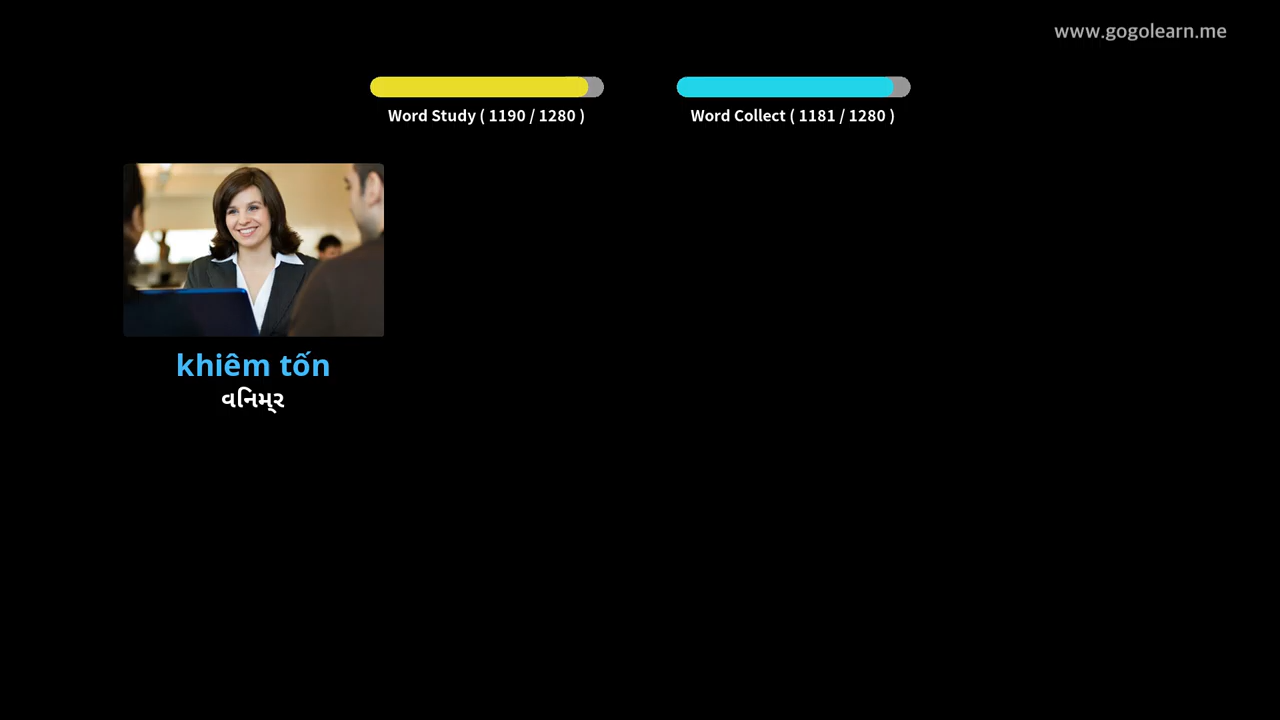 www.gogolearn.me
Word Study ( 1190 / 1280 )
Word Collect ( 1181 / 1280 )
khiêm tốn
વનિમ્ર